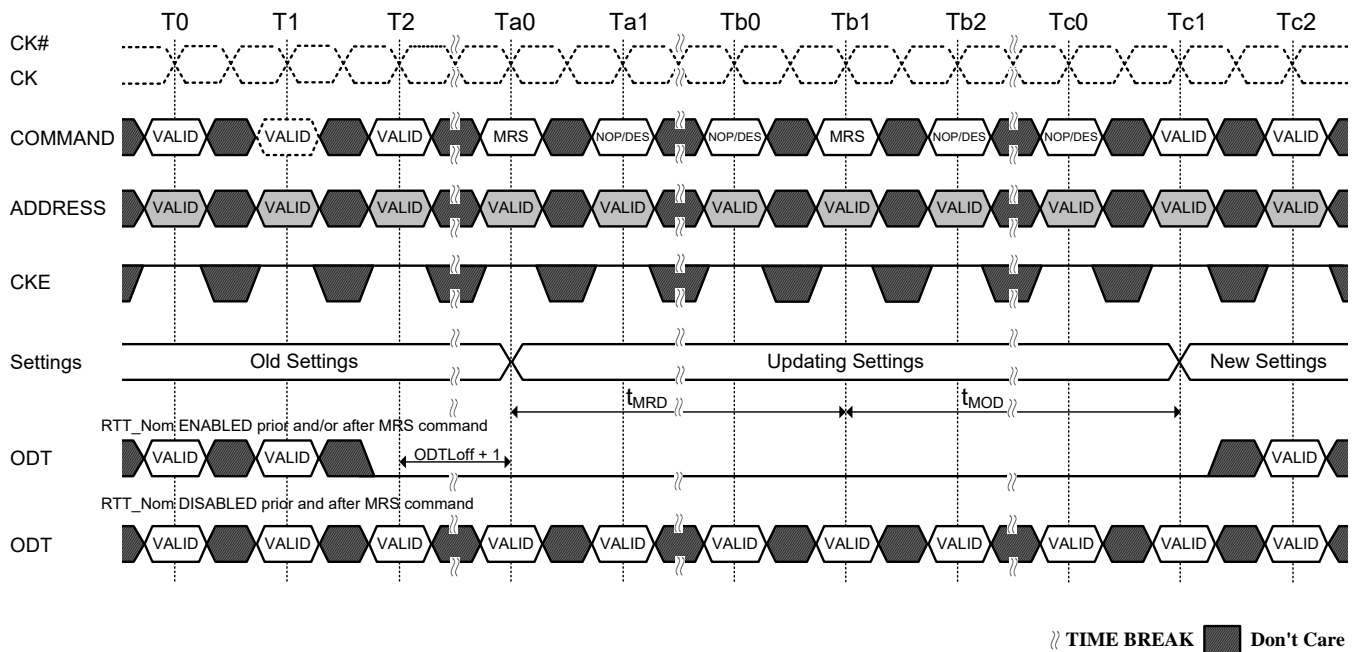 T0 T1 T2 Ta0 Ta1 Tb0 Tb1 Tb2 Tc0 Tc1 Tc2
CK#
CK
COMMAND VALID VALID VALID MRS NOP/DES NOP/DES MRS NOP/DES NOP/DES VALID VALID
ADDRESS VALID VALID VALID VALID VALID VALID VALID VALID VALID VALID VALID
CKE
Settings Old Settings Updating Settings New Settings
tMRD tMOD
RTT_Nom ENABLED prior and/or after MRS command
ODT VALID VALID ODTLoff + 1 VALID
RTT_Nom DISABLED prior and after MRS command
ODT VALID VALID VALID VALID VALID VALID VALID VALID VALID VALID VALID
TIME BREAK Don't Care